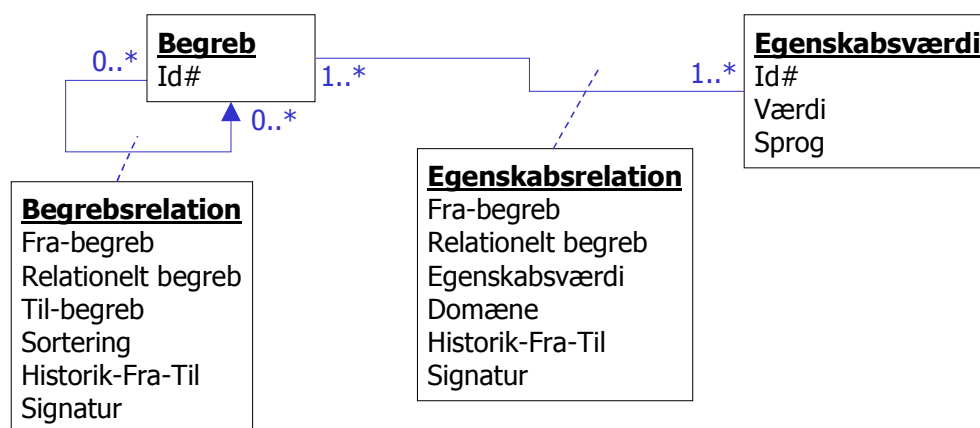 Begreb
Id#
0..*
0..*
1..*
1..*
Egenskabsværdi
Id#
Værdi
Sprog
Begrebsrelation
Fra-begreb
Relationelt begreb
Til-begreb
Sortering
Historik-Fra-Til
Signatur
Egenskabsrelation
Fra-begreb
Relationelt begreb
Egenskabsværdi
Domæne
Historik-Fra-Til
Signatur